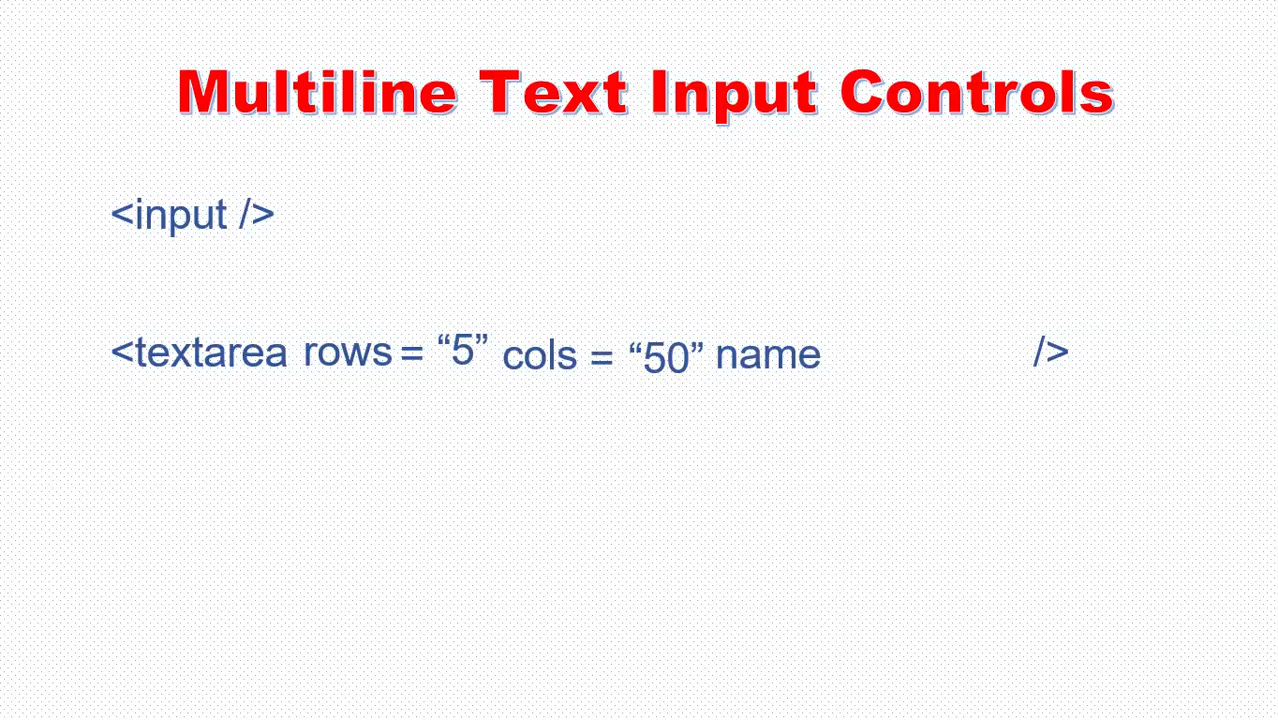 Multiline Text Input Controls
<input />
<textarea rows = “5” cols = “50” name />